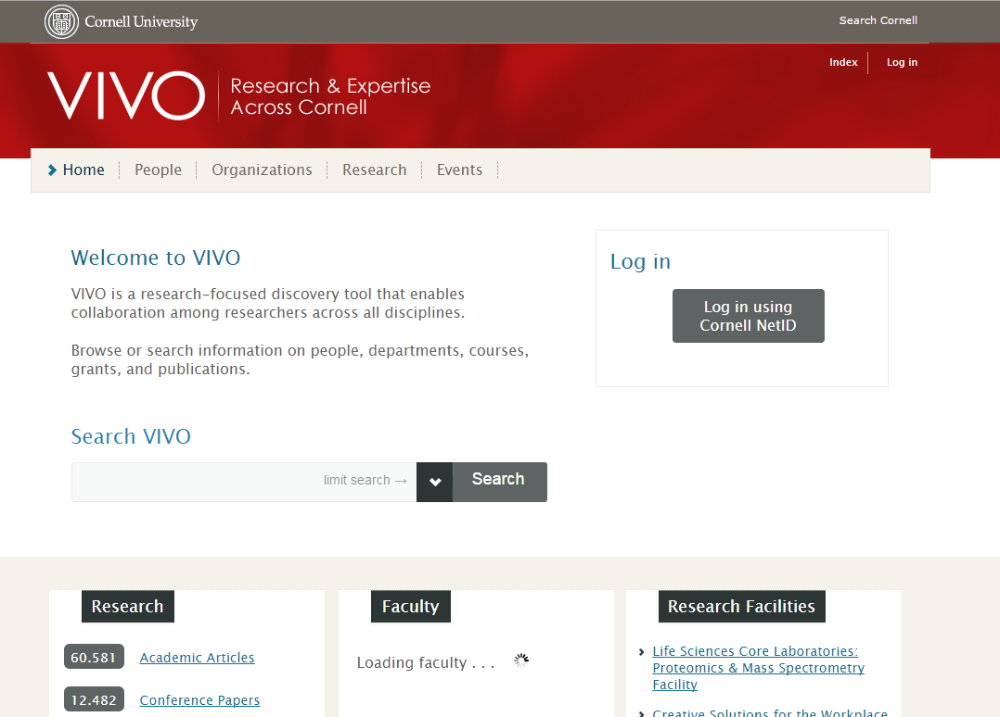 Cornell University
Search Cornell
Index
Log in
VIVO
Research & Expertise
Across Cornell
Home
People
Organizations
Research
Events
Welcome to VIVO
VIVO is a research-focused discovery tool that enables
collaboration among researchers across all disciplines.
Browse or search information on people, departments, courses,
grants, and publications.
Log in
Log in using
Cornell NetID
Search VIVO
limit search →
Search
Research
60.581
Academic Articles
12.482
Conference Papers
Faculty
Loading faculty . . .
Research Facilities
Life Sciences Core Laboratories:
Proteomics & Mass Spectrometry
Facility
Creative Solutions for the Workplace